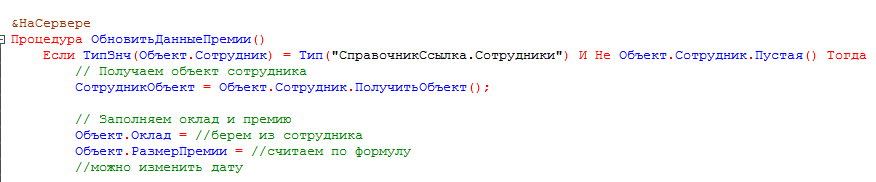 &НаСервере
Процедура ОбновитьДанныеПремии()
Если ТипЗнч(Объект.Сотрудник) = Тип("СправочникСсылка.Сотрудники") И Не Объект.Сотрудник.Пустая() Тогда
// Получаем объект сотрудника
СотрудникОбъект = Объект.Сотрудник.ПолучитьОбъект();
// Заполняем оклад и премию
Объект.Оклад = //берем из сотрудника
Объект.РазмерПремии = //считаем по формулу
//можно изменить дату